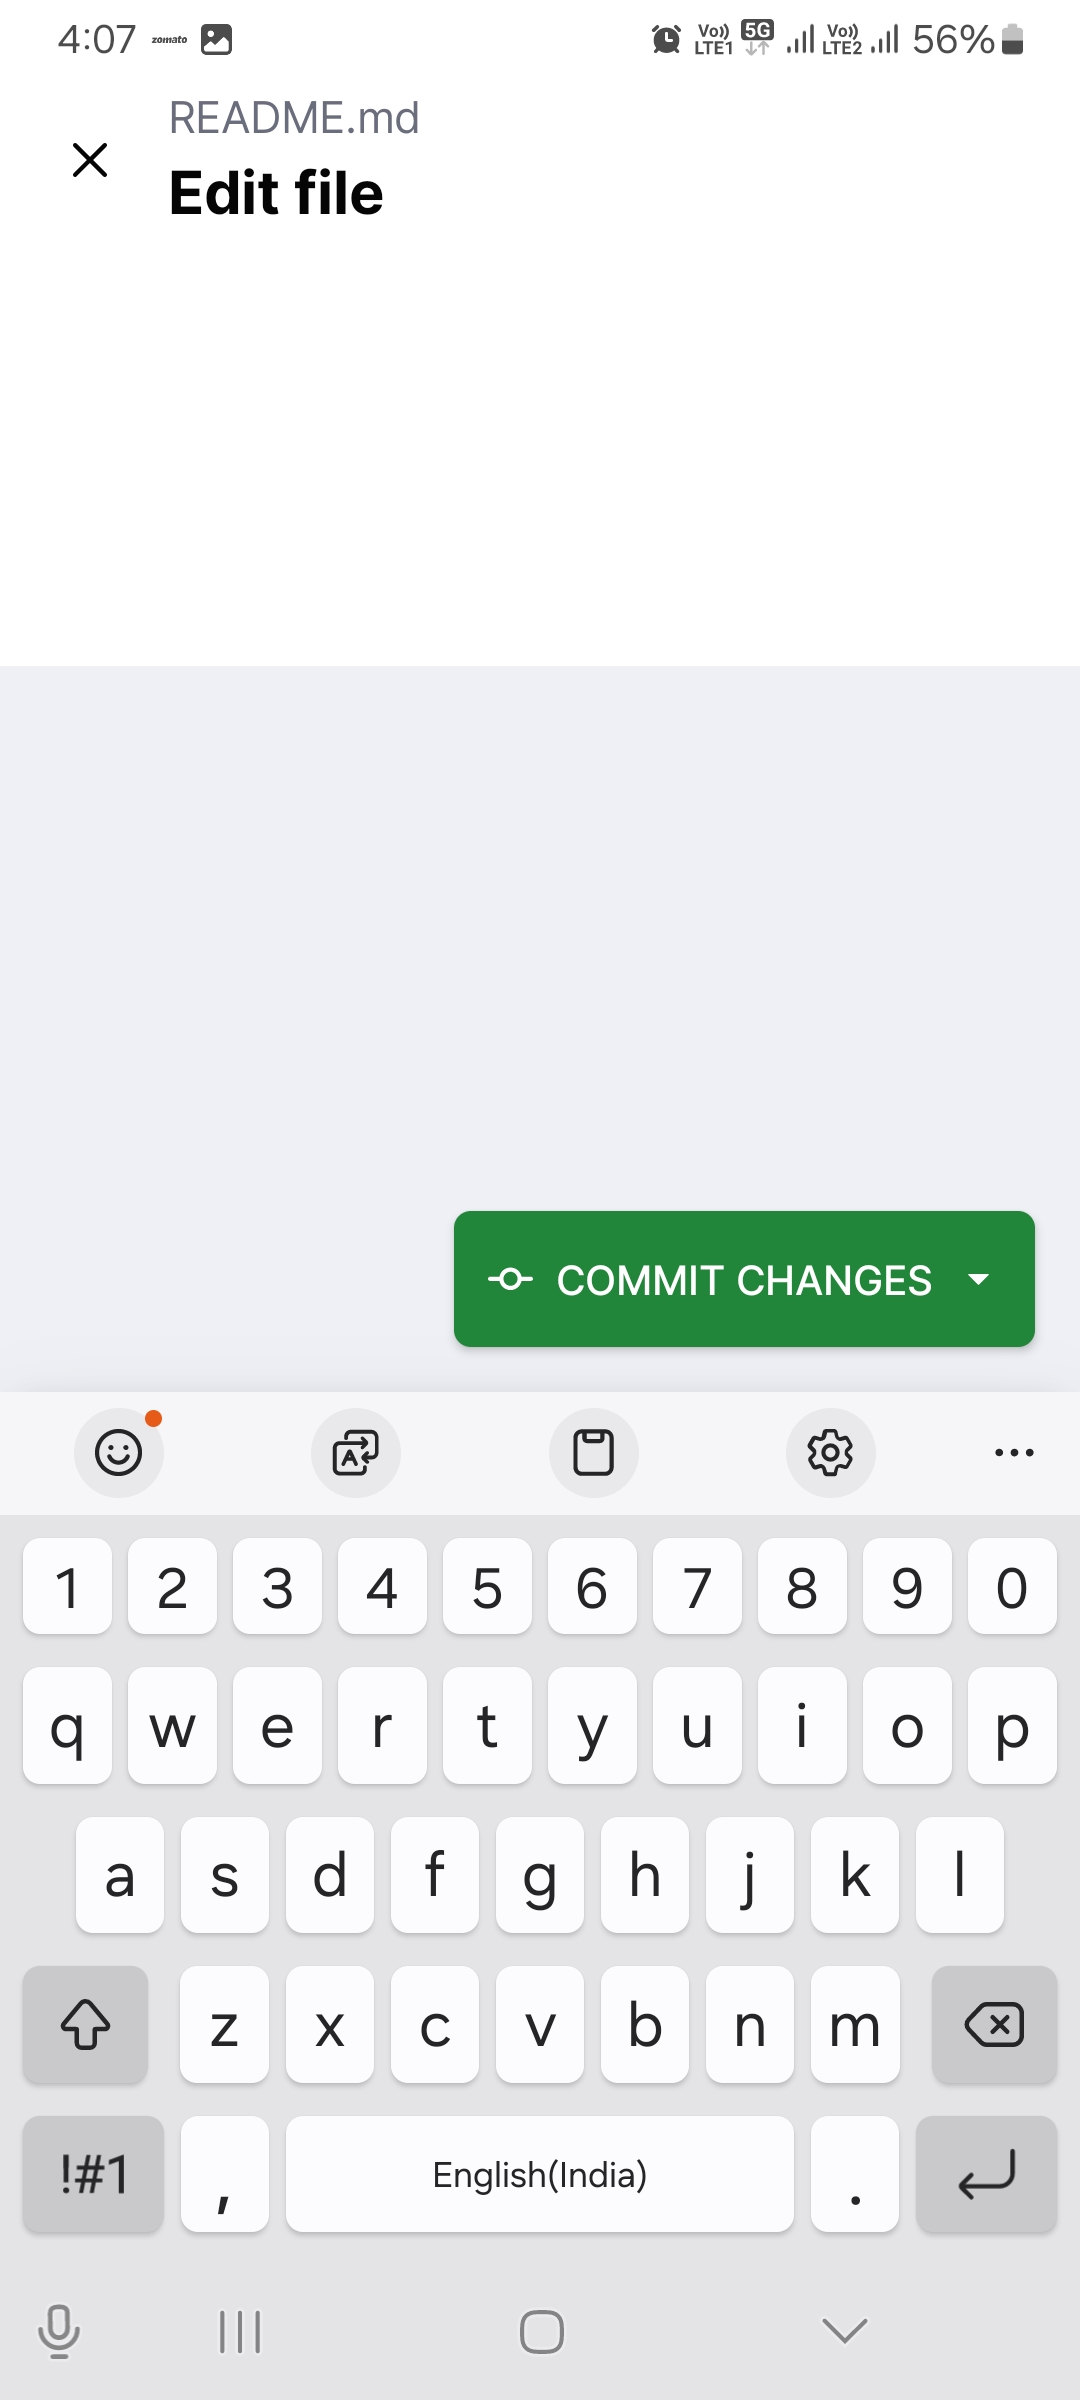 4:07 zomato Vo)) LTE1 5G Vo)) LTE2 56%
README.md
Edit file
COMMIT CHANGES
1 2 3 4 5 6 7 8 9 0
q w e r t y u i o p
a s d f g h j k l
z x c v b n m
!#1 , English(India) .